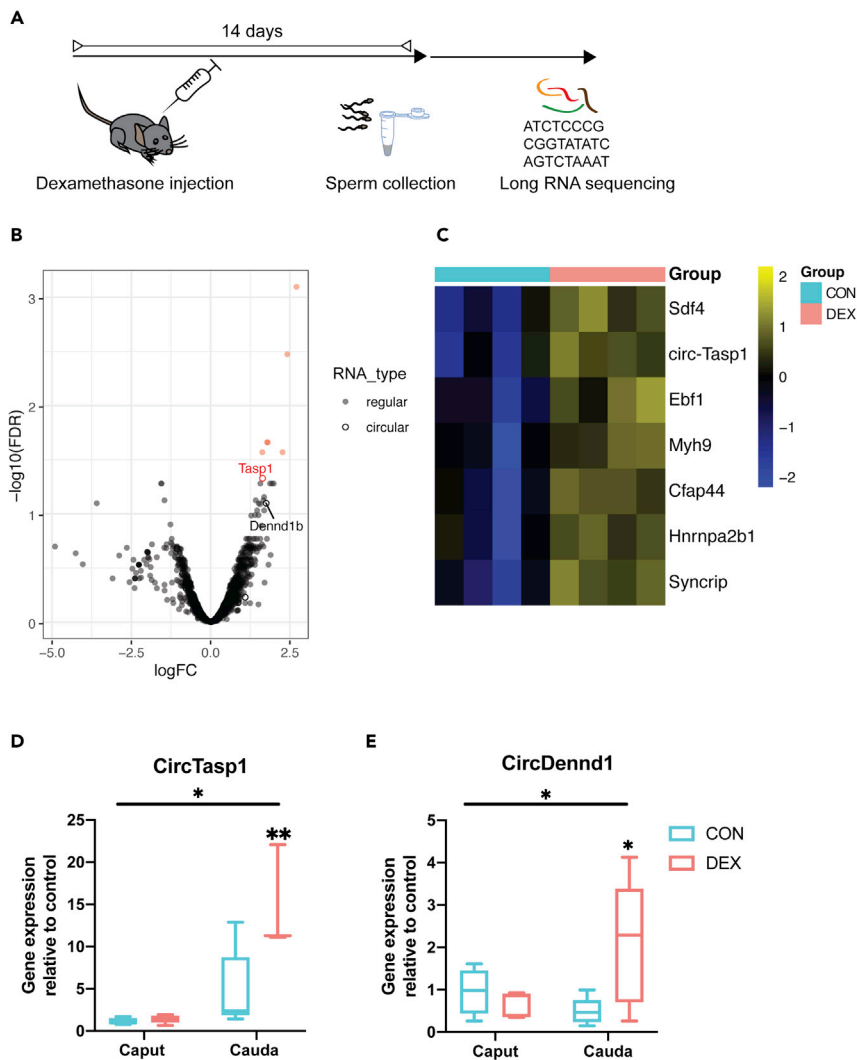 A
14 days
Dexamethasone injection
Sperm collection
ATCTCCCG
CGGTATATC
AGTCTAAAT
Long RNA sequencing
B
3
2
1
0
−log10(FDR)
Tasp1
Dennd1b
−5.0
−2.5
0.0
2.5
logFC
RNA_type
regular
circular
C
Group
Sdf4
circ-Tasp1
Ebf1
Myh9
Cfap44
Hnrnpa2b1
Syncrip
2
1
0
−1
−2
Group
CON
DEX
D
CircTasp1
*
**
25
20
15
10
5
0
Gene expression
relative to control
Caput
Cauda
E
CircDennd1
*
*
5
4
3
2
1
0
Gene expression
relative to control
Caput
Cauda
CON
DEX